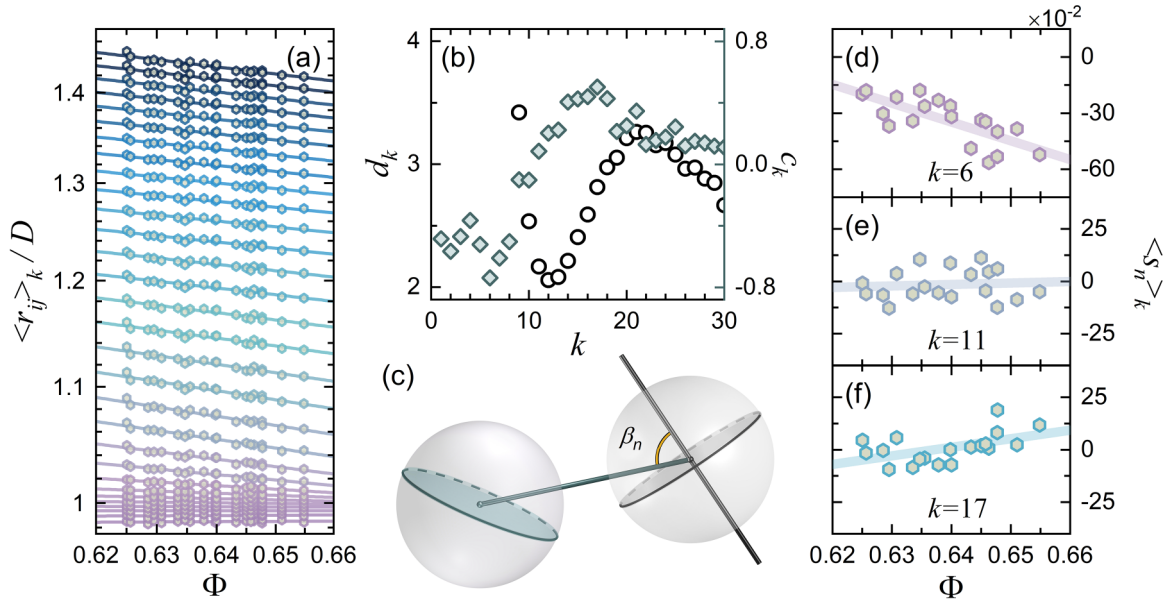 (a)
1.4
1.3
1.2
1.1
1
<r_ij>_k / D
0.62 0.63 0.64 0.65 0.66
Φ
(b)
4
3
2
d_k
0.8
0.0
-0.8
C_k
0 10 20 30
k
(c)
β_n
×10⁻²
(d)
0
-30
-60
k=6
(e)
25
0
-25
k=11
<s_n>_k
(f)
25
0
-25
k=17
0.62 0.63 0.64 0.65 0.66
Φ